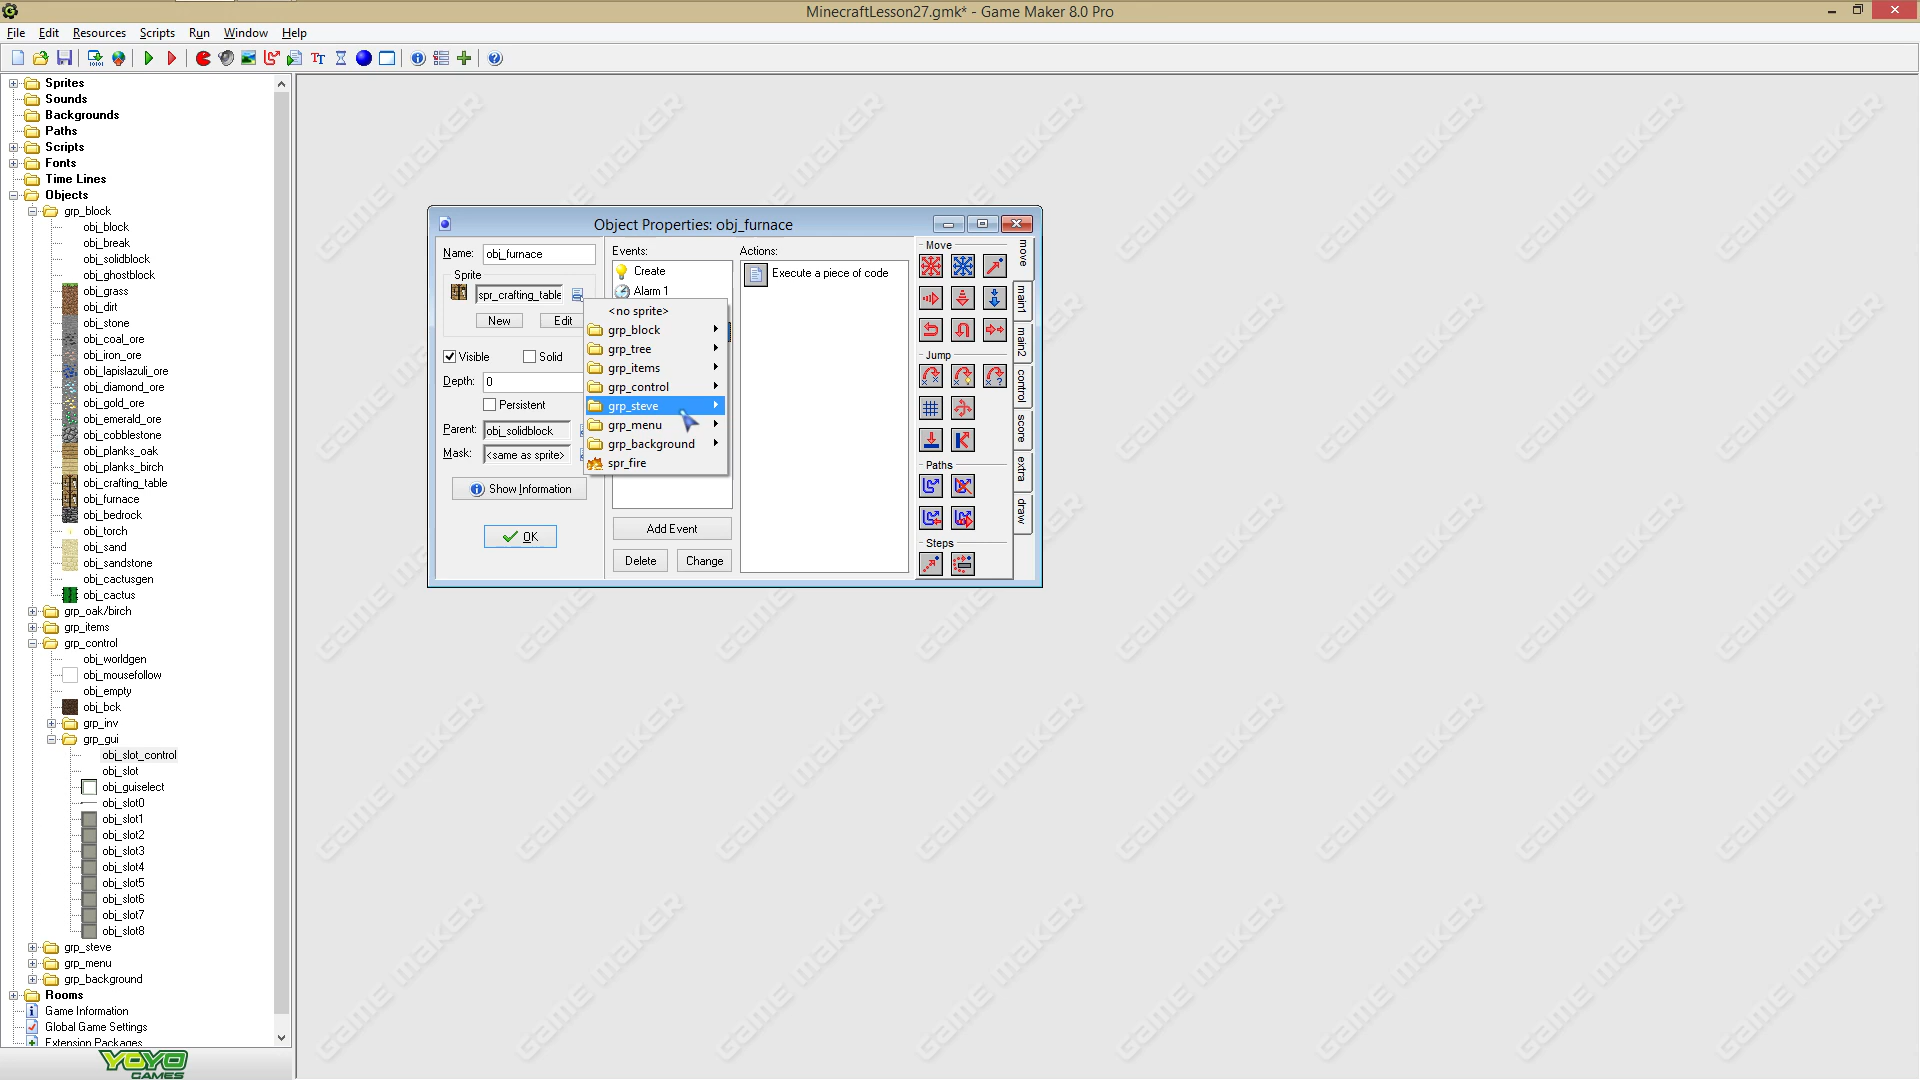 MinecraftLesson27.gmk* - Game Maker 8.0 Pro
File Edit Resources Scripts Run Window Help
Sprites
Sounds
Backgrounds
Paths
Scripts
Fonts
Time Lines
Objects
grp_block
obj_block
obj_break
obj_solidblock
obj_ghostblock
obj_grass
obj_dirt
obj_stone
obj_coal_ore
obj_iron_ore
obj_lapislazuli_ore
obj_diamond_ore
obj_gold_ore
obj_emerald_ore
obj_cobblestone
obj_planks_oak
obj_planks_birch
obj_crafting_table
obj_furnace
obj_bedrock
obj_torch
obj_sand
obj_sandstone
obj_cactusgen
obj_cactus
grp_oak/birch
grp_items
grp_control
obj_worldgen
obj_mousefollow
obj_empty
obj_bck
grp_inv
grp_gui
obj_slot_control
obj_slot
obj_guiselect
obj_slot0
obj_slot1
obj_slot2
obj_slot3
obj_slot4
obj_slot5
obj_slot6
obj_slot7
obj_slot8
grp_steve
grp_menu
grp_background
Rooms
Game Information
Global Game Settings
Extension Packages
YOYO
GAMES
Object Properties: obj_furnace
Name: obj_furnace
Sprite
spr_crafting_table
New Edit
Visible Solid
Depth: 0
Persistent
Parent: obj_solidblock
Mask: <same as sprite>
Show Information
OK
Events:
Create
Alarm 1
<no sprite>
grp_block
grp_tree
grp_items
grp_control
grp_steve
grp_menu
grp_background
spr_fire
Add Event
Delete Change
Actions:
Execute a piece of code
Move
Jump
Paths
Steps
move
main1
main2
control
score
extra
draw
GAME MAKER